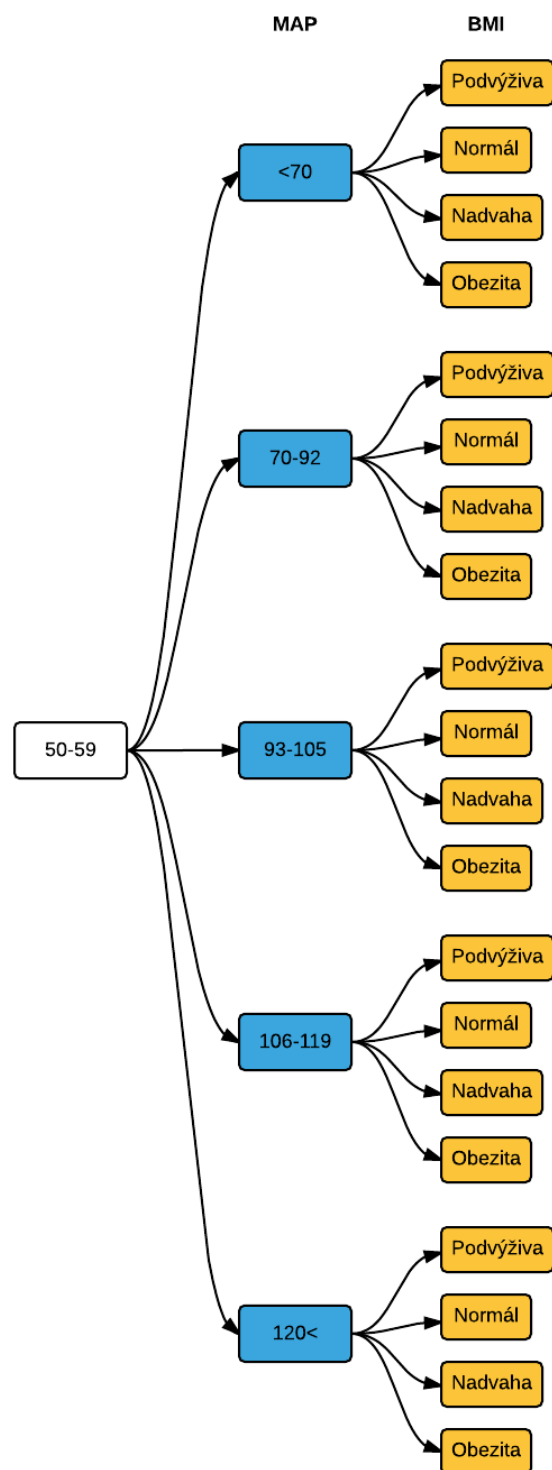 MAP
BMI
Podvýživa
Normál
<70
Nadvaha
Obezita
Podvýživa
Normál
70-92
Nadvaha
Obezita
Podvýživa
Normál
50-59
93-105
Nadvaha
Obezita
Podvýživa
Normál
106-119
Nadvaha
Obezita
Podvýživa
Normál
120<
Nadvaha
Obezita